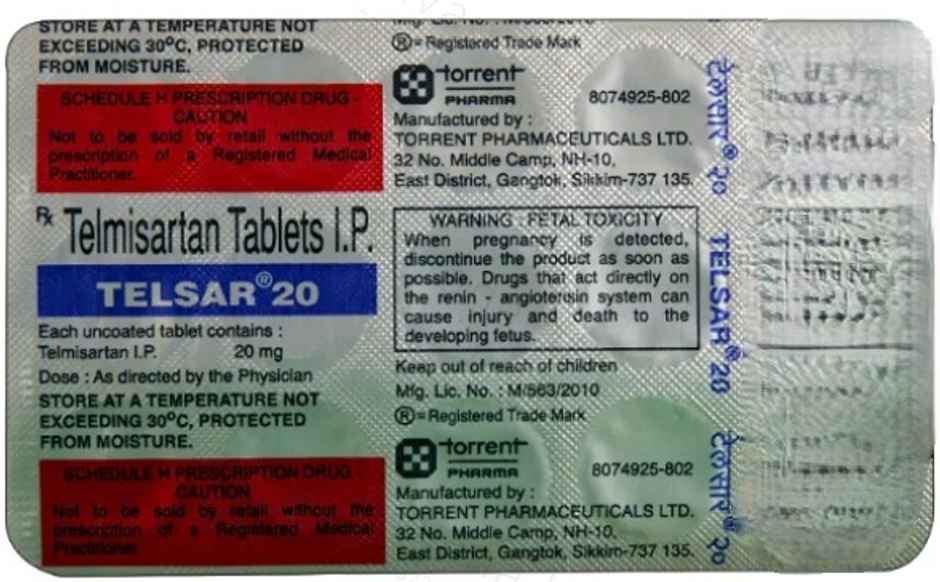 STORE AT A TEMPERATURE NOT
EXCEEDING 30°C, PROTECTED
FROM MOISTURE.
SCHEDULE H PRESCRIPTION DRUG -
CAUTION
Not to be sold by retail without the
prescription of a Registered Medical
Practitioner.
Rx Telmisartan Tablets I.P.
TELSAR® 20
Each uncoated tablet contains :
Telmisartan I.P. 20 mg
Dose : As directed by the Physician
STORE AT A TEMPERATURE NOT
EXCEEDING 30°C, PROTECTED
FROM MOISTURE.
SCHEDULE H PRESCRIPTION DRUG -
CAUTION
Not to be sold by retail without the
prescription of a Registered Medical
Practitioner.
Mfg. Lic. No. : M/563/2010
® = Registered Trade Mark
torrent
PHARMA 8074925-802
Manufactured by :
TORRENT PHARMACEUTICALS LTD.
32 No. Middle Camp, NH-10,
East District, Gangtok, Sikkim-737 135.
WARNING : FETAL TOXICITY
When pregnancy is detected,
discontinue the product as soon as
possible. Drugs that act directly on
the renin - angiotensin system can
cause injury and death to the
developing fetus.
Keep out of reach of children
Mfg. Lic. No. : M/563/2010
® = Registered Trade Mark
torrent
PHARMA 8074925-802
Manufactured by :
TORRENT PHARMACEUTICALS LTD.
32 No. Middle Camp, NH-10,
East District, Gangtok, Sikkim-737 135.
टेलसार® २०
TELSAR® 20
टेलसार® २०